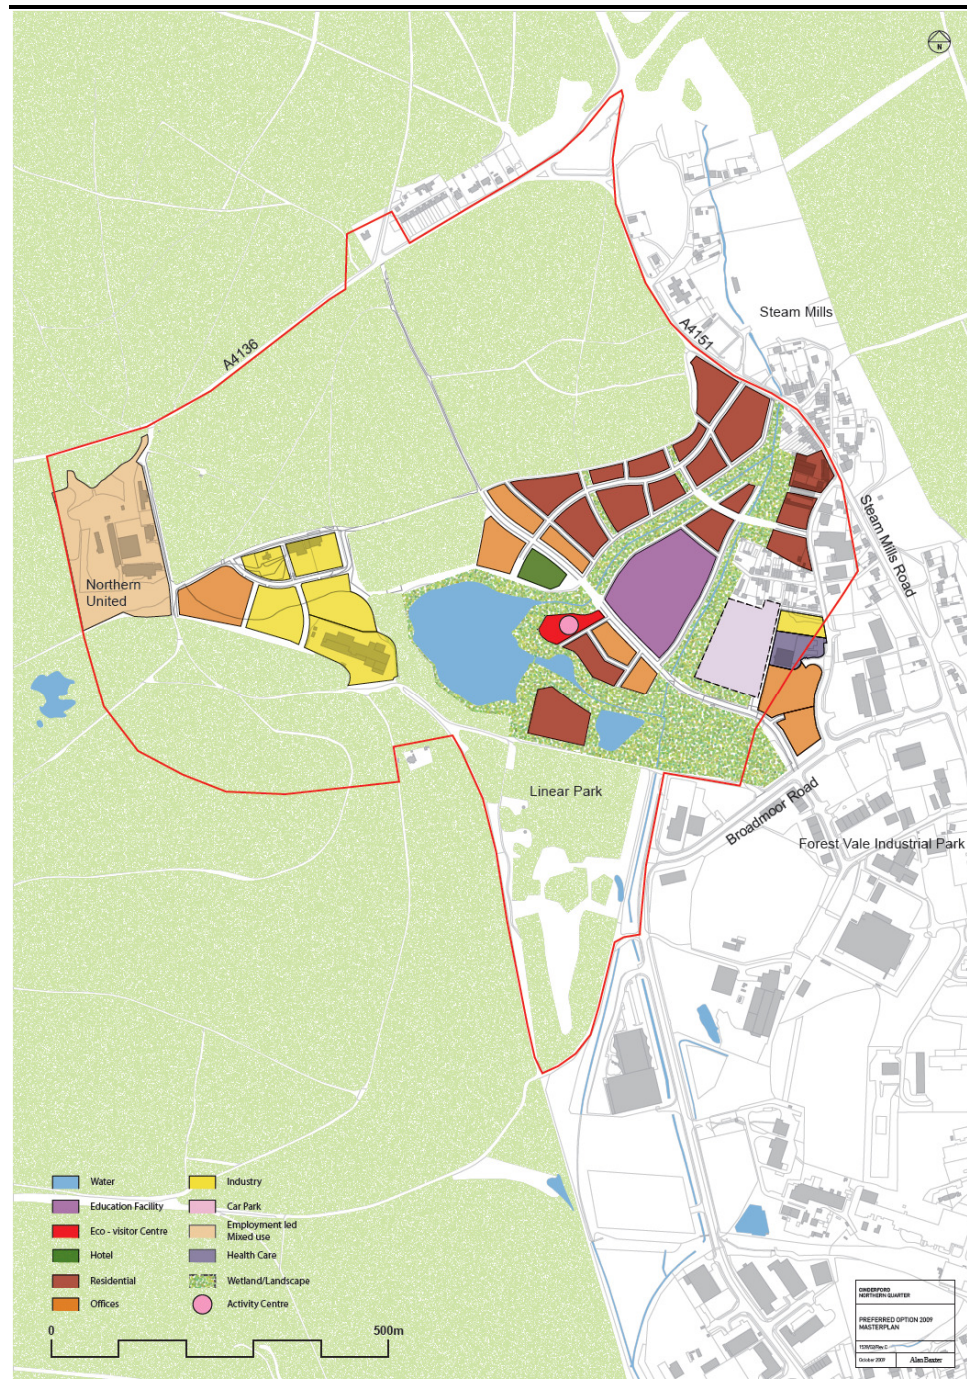 N
Steam Mills
A4151
A4136
Steam Mills Road
Northern
United
Linear Park
Broadmoor Road
Forest Vale Industrial Park
Water
Education Facility
Eco - visitor Centre
Hotel
Residential
Offices
Industry
Car Park
Employment led
Mixed use
Health Care
Wetland/Landscape
Activity Centre
0
500m
CINDERFORD
NORTHERN QUARTER
PREFERRED OPTION 2009
MASTERPLAN
October 2009
Alan Baxter